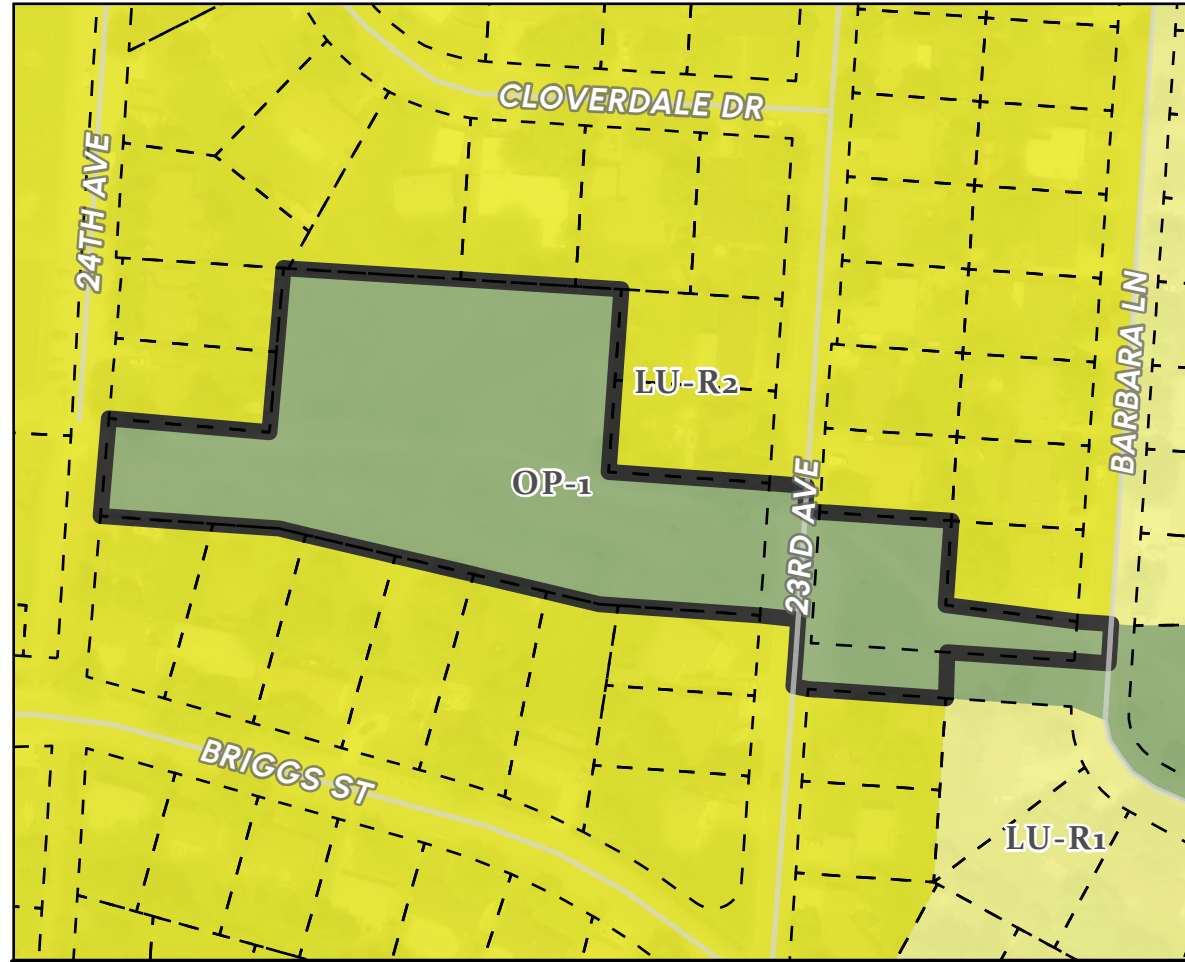 CLOVERDALE DR
24TH AVE
BARBARA LN
LU-R2
OP-1
23RD AVE
BRIGGS ST
LU-R1